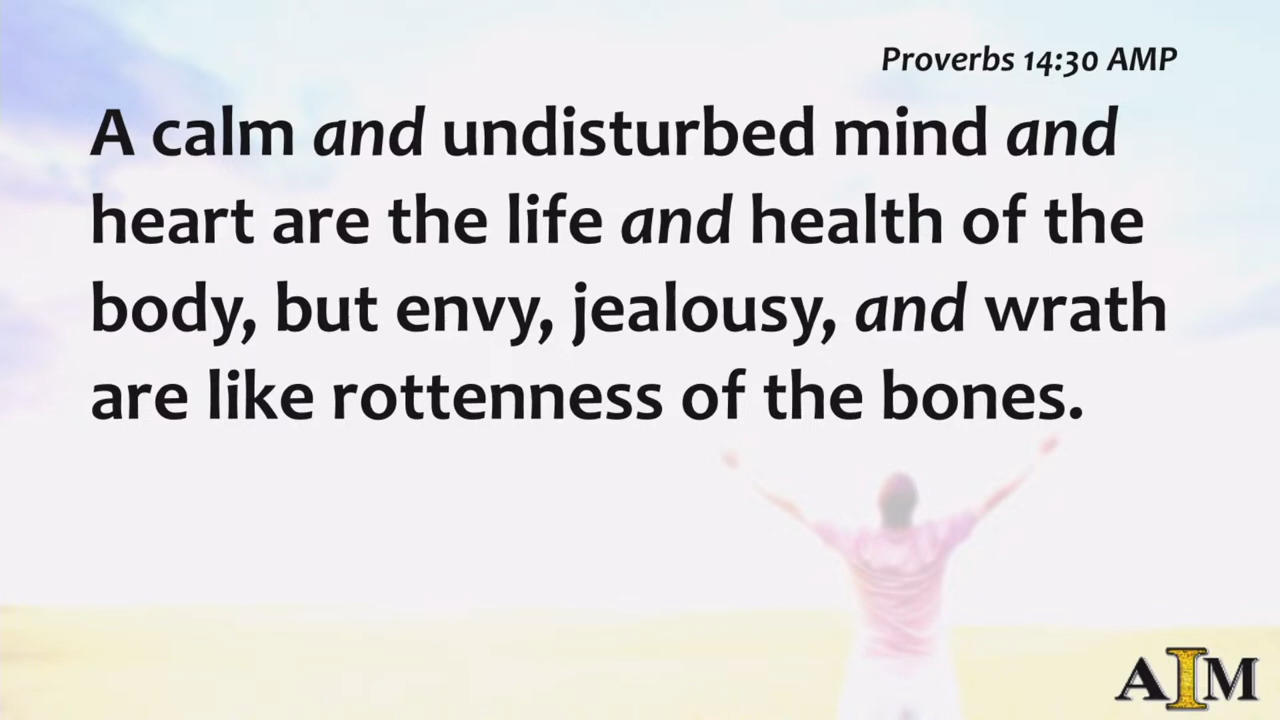 Proverbs 14:30 AMP
A calm and undisturbed mind and
heart are the life and health of the
body, but envy, jealousy, and wrath
are like rottenness of the bones.
AIM